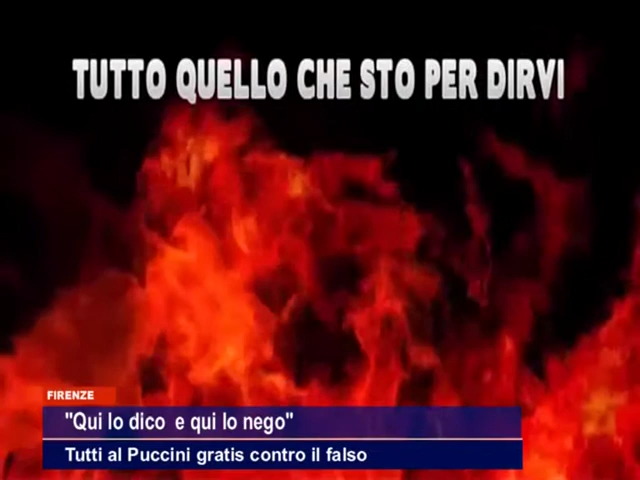 TUTTO QUELLO CHE STO PER DIRVI
FIRENZE
"Qui lo dico e qui lo nego"
Tutti al Puccini gratis contro il falso